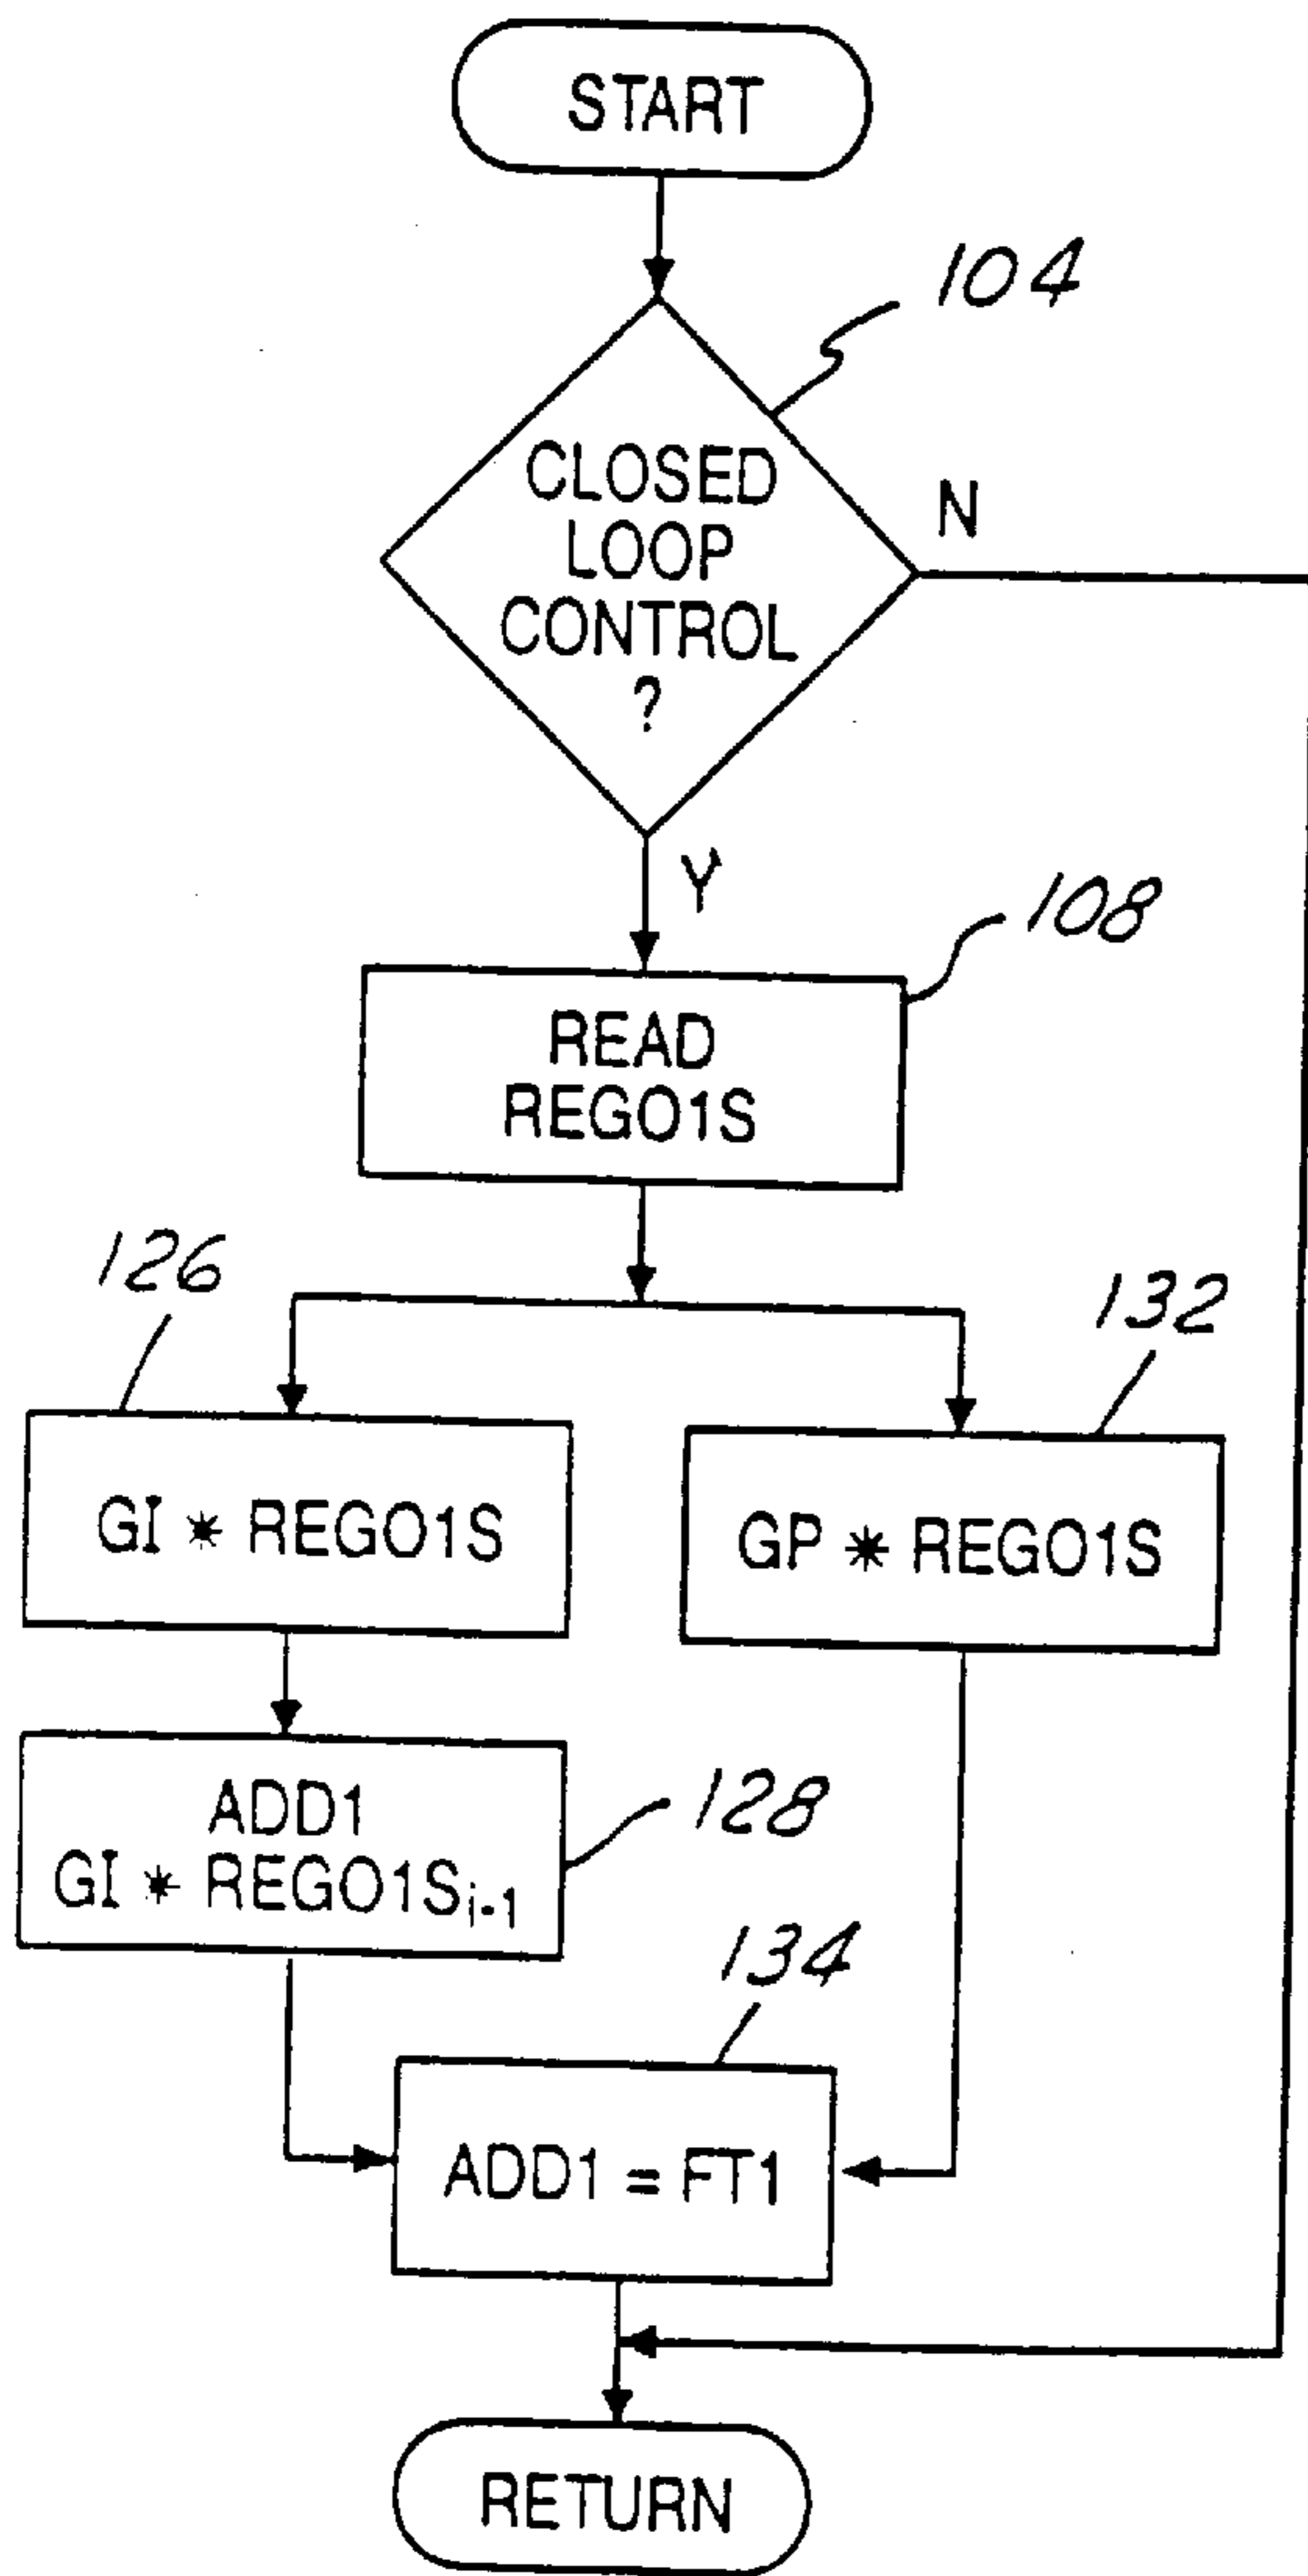 START
104
CLOSED
LOOP
CONTROL
?
N
Y
108
READ
REGO1S
126
132
GI * REGO1S
GP * REGO1S
ADD1
GI * REGO1Si-1
128
134
ADD1 = FT1
RETURN